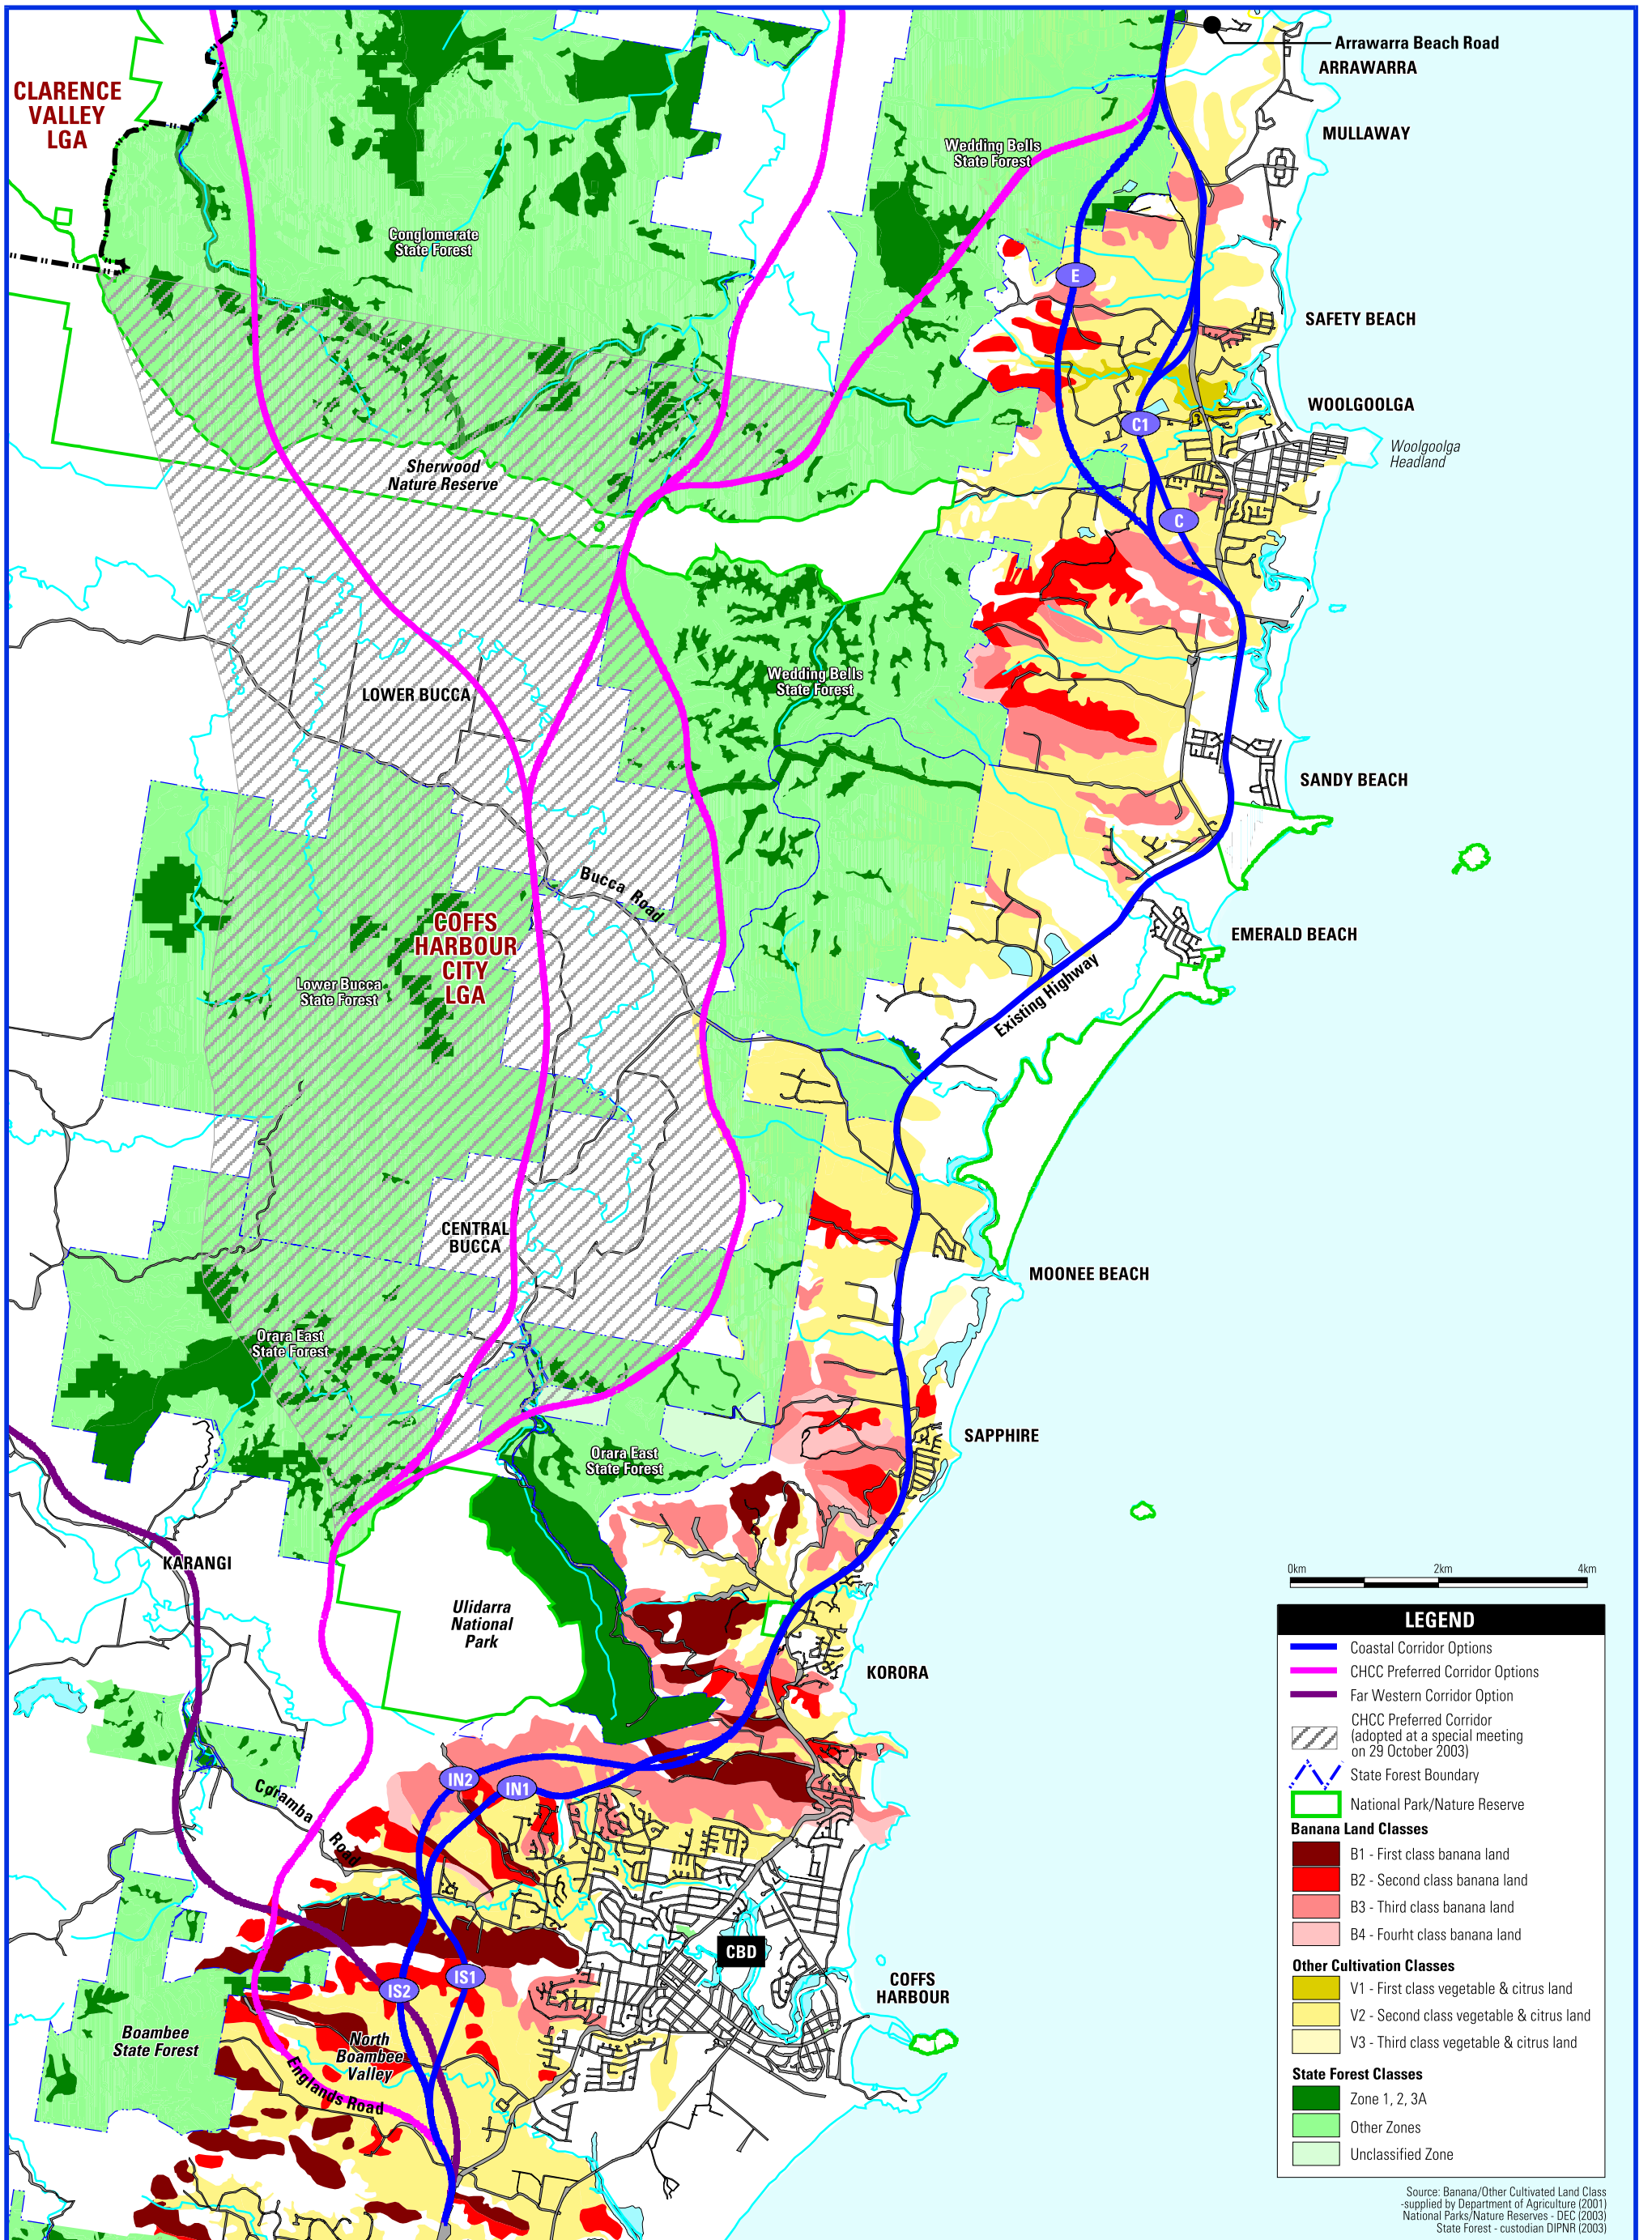 Arrawarra Beach Road
ARRAWARRA
CLARENCE
VALLEY
LGA
MULLAWAY
Wedding Bells
State Forest
Conglomerate
State Forest
E
SAFETY BEACH
WOOLGOOLGA
C1
Woolgoolga
Headland
Sherwood
Nature Reserve
C
LOWER BUCCA
Wedding Bells
State Forest
SANDY BEACH
Bucca Road
COFFS
HARBOUR
CITY
LGA
EMERALD BEACH
Lower Bucca
State Forest
Existing Highway
CENTRAL
BUCCA
MOONEE BEACH
Orara East
State Forest
SAPPHIRE
Orara East
State Forest
KARANGI
Ulidarra
National
Park
KORORA
IN2
IN1
Coramba Road
CBD
IS1
IS2
COFFS
HARBOUR
Boambee
State Forest
North
Boambee
Valley
Englands Road
0km 2km 4km
LEGEND
Coastal Corridor Options
CHCC Preferred Corridor Options
Far Western Corridor Option
CHCC Preferred Corridor
(adopted at a special meeting
on 29 October 2003)
State Forest Boundary
National Park/Nature Reserve
Banana Land Classes
B1 - First class banana land
B2 - Second class banana land
B3 - Third class banana land
B4 - Fourht class banana land
Other Cultivation Classes
V1 - First class vegetable & citrus land
V2 - Second class vegetable & citrus land
V3 - Third class vegetable & citrus land
State Forest Classes
Zone 1, 2, 3A
Other Zones
Unclassified Zone
Source: Banana/Other Cultivated Land Class
-supplied by Department of Agriculture (2001)
National Parks/Nature Reserves - DEC (2003)
State Forest - custodian DIPNR (2003)